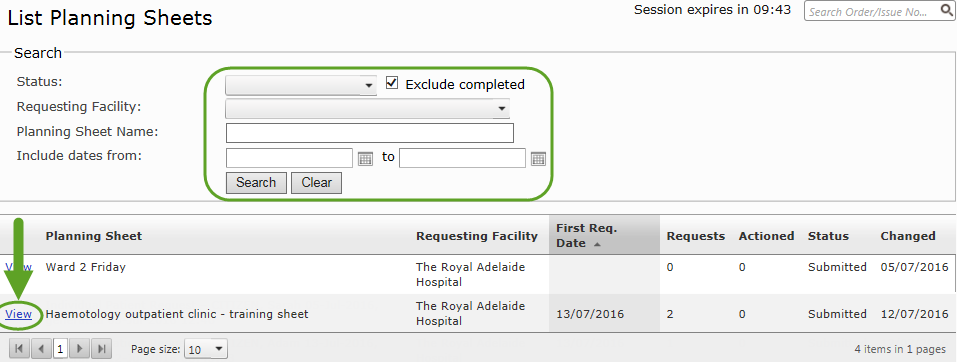 List Planning Sheets
Session expires in 09:43
Search Order/Issue No...
Search
Status:
Exclude completed
Requesting Facility:
Planning Sheet Name:
Include dates from:
to
Search Clear
Planning Sheet Requesting Facility First Req. Date Requests Actioned Status Changed
View Ward 2 Friday The Royal Adelaide Hospital 0 0 Submitted 05/07/2016
View Haemotology outpatient clinic - training sheet The Royal Adelaide Hospital 13/07/2016 2 0 Submitted 12/07/2016
1 Page size: 10 4 items in 1 pages